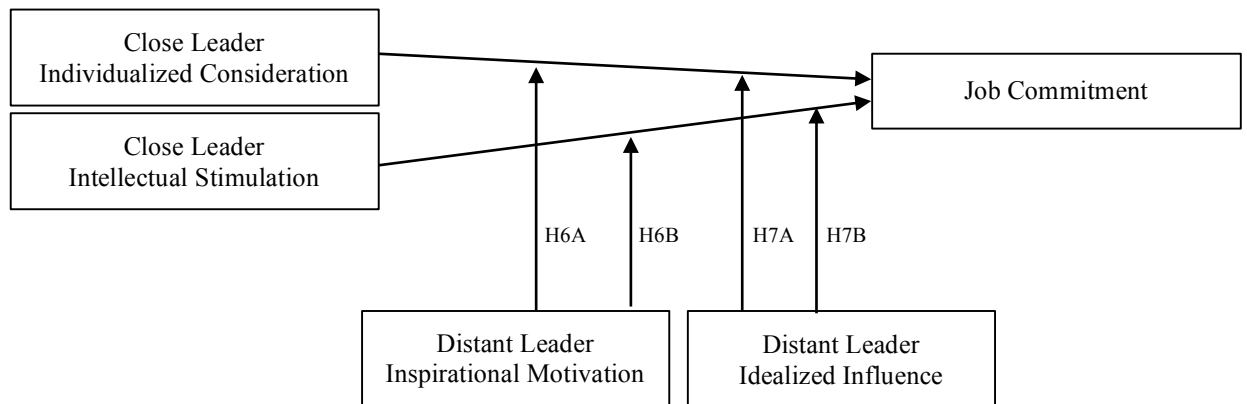 Close Leader
Individualized Consideration
Job Commitment
Close Leader
Intellectual Stimulation
H6A
H6B
H7A
H7B
Distant Leader
Inspirational Motivation
Distant Leader
Idealized Influence